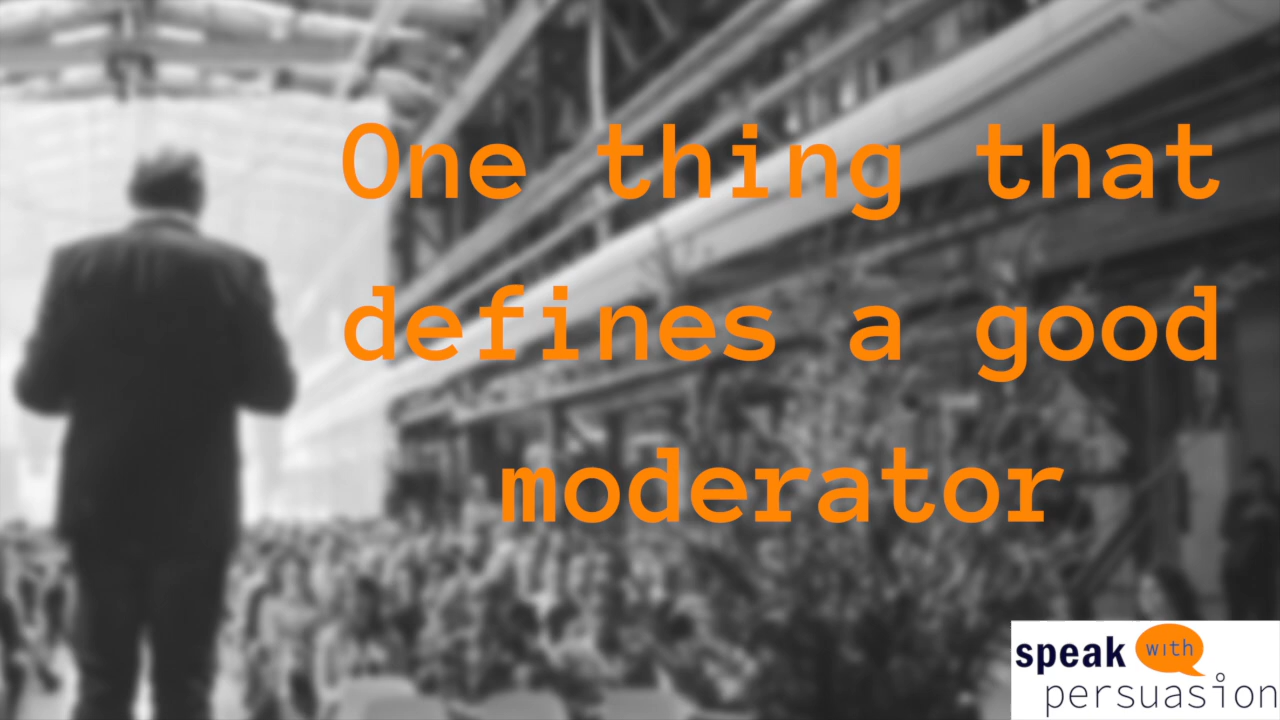 One thing that
defines a good
moderator
speak with
persuasion